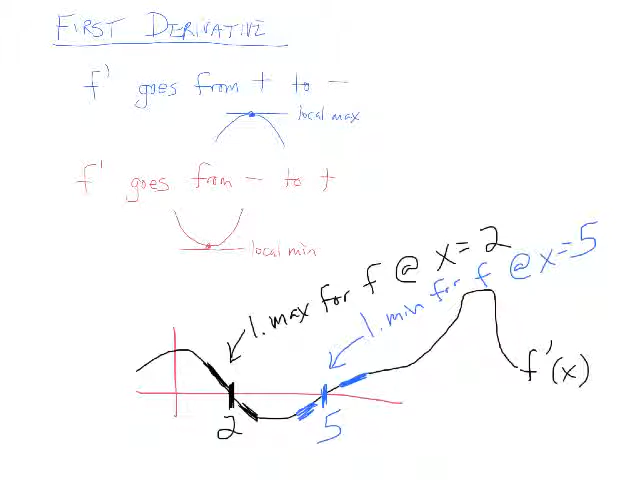 FIRST DERIVATIVE
f' goes from + to −
local max
f' goes from − to +
local min
l. max for f @ x=2
l. min for f @ x=5
f'(x)
2
5